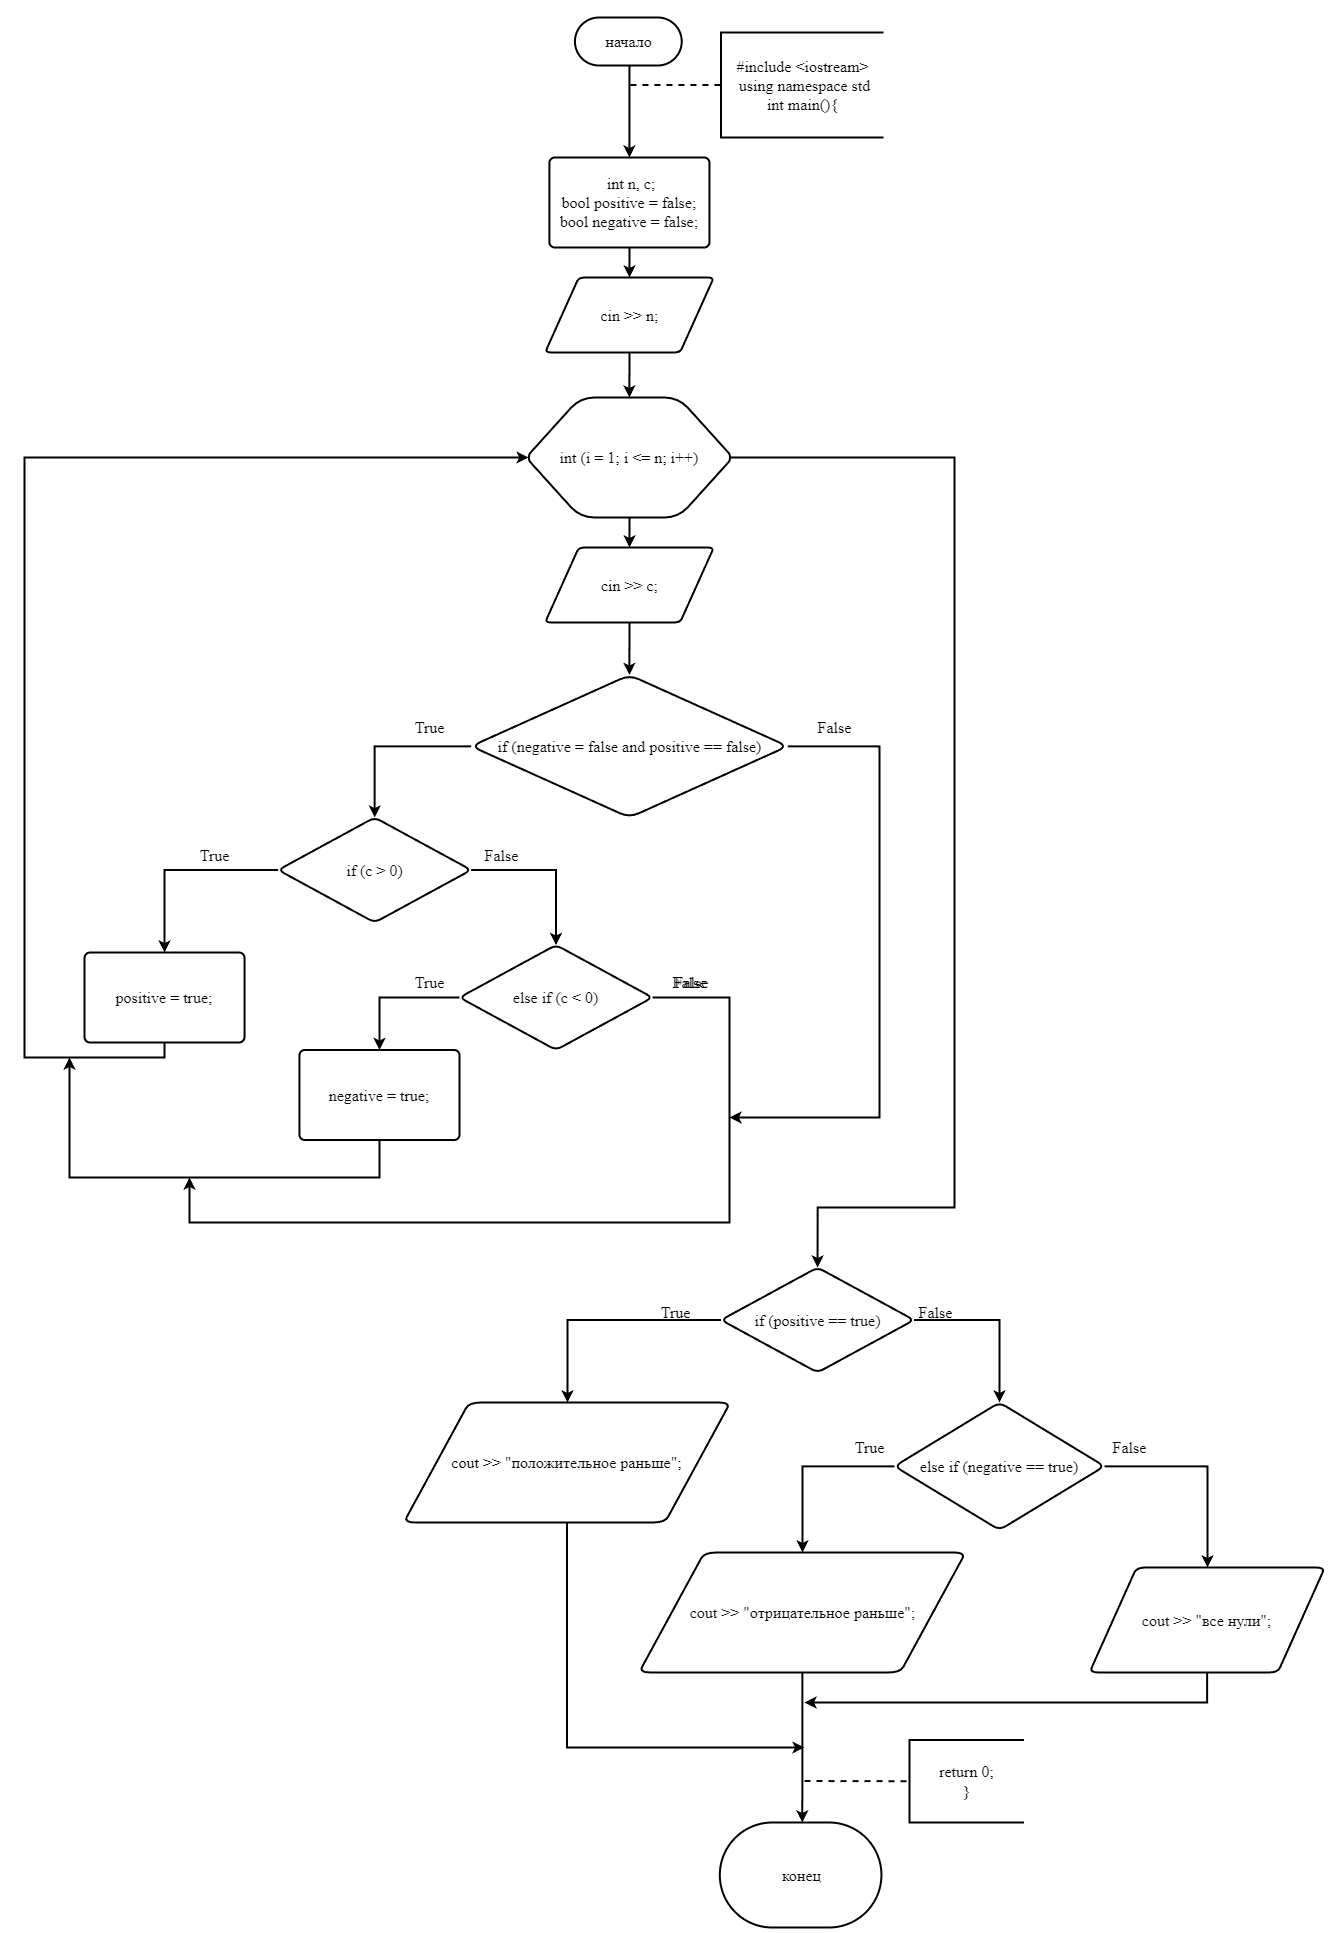 начало
#include <iostream>
using namespace std
int main(){
int n, c;
bool positive = false;
bool negative = false;
cin >> n;
int (i = 1; i <= n; i++)
cin >> c;
True
False
if (negative = false and positive == false)
True
False
if (c > 0)
True
False
False
positive = true;
else if (c < 0)
negative = true;
True
False
if (positive == true)
True
False
cout >> "положительное раньше";
else if (negative == true)
cout >> "отрицательное раньше";
cout >> "все нули";
return 0;
}
конец